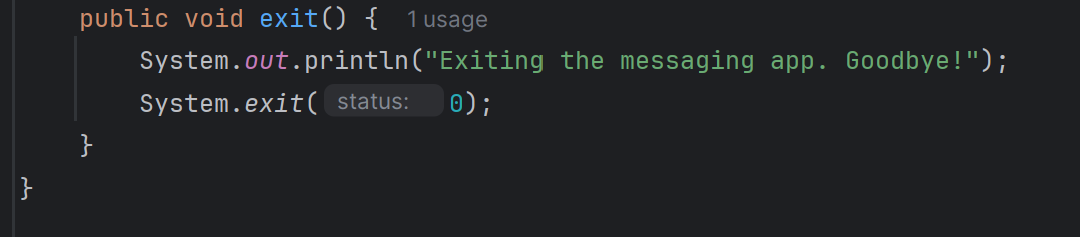 public void exit() { 1 usage
System.out.println("Exiting the messaging app. Goodbye!");
System.exit( status: 0);
}
}